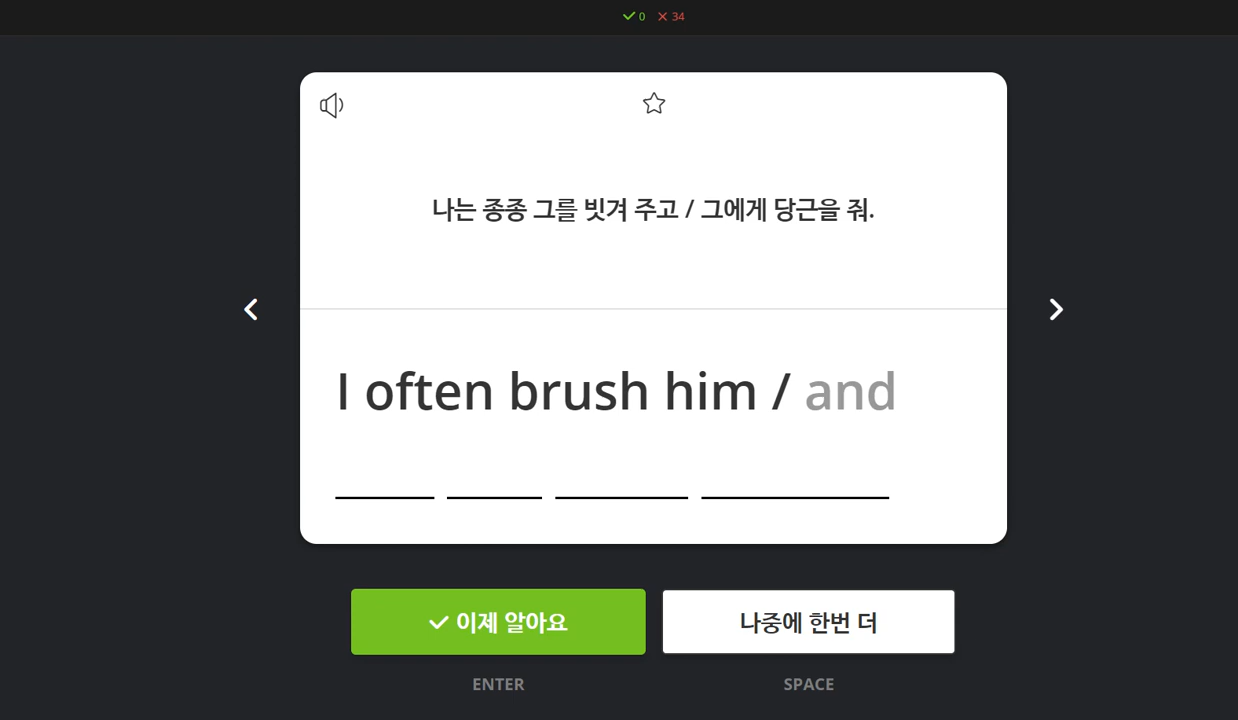 0 34
나는 종종 그를 빗겨 주고 / 그에게 당근을 줘.
I often brush him / and
이제 알아요
나중에 한번 더
ENTER
SPACE